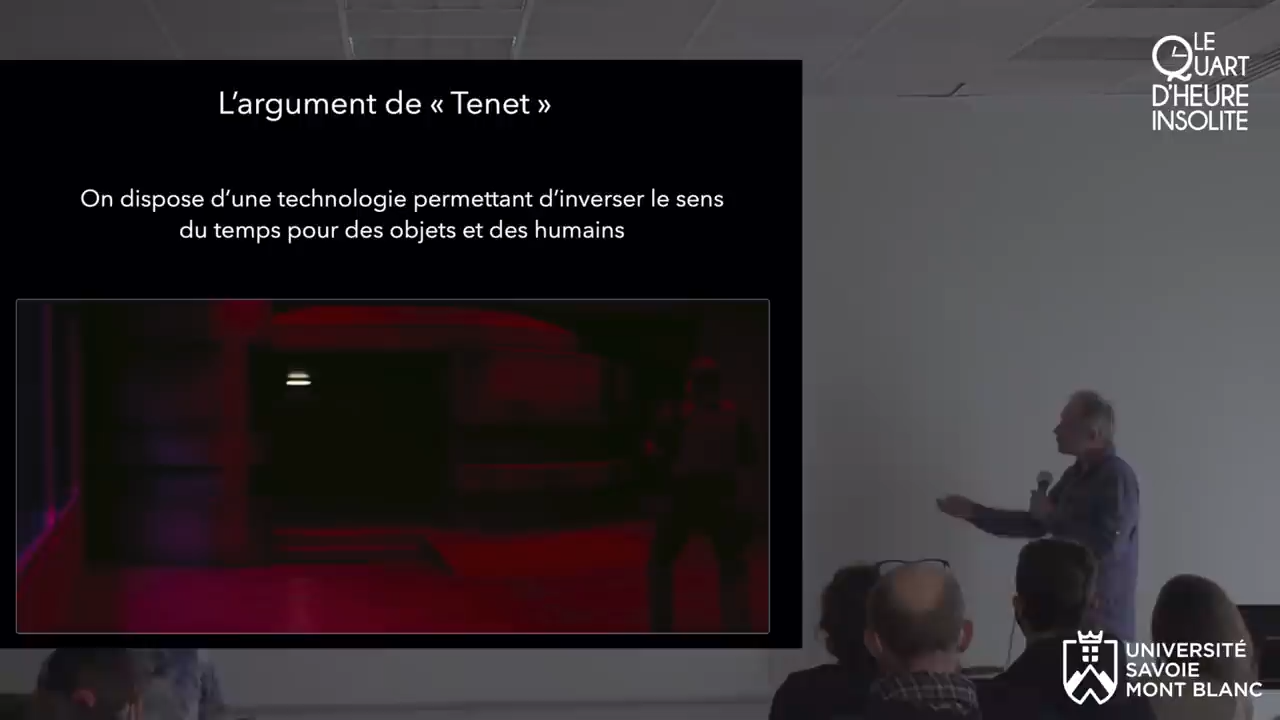 L'argument de « Tenet »
On dispose d'une technologie permettant d'inverser le sens
du temps pour des objets et des humains
LE
QUART
D'HEURE
INSOLITE
UNIVERSITÉ
SAVOIE
MONT BLANC